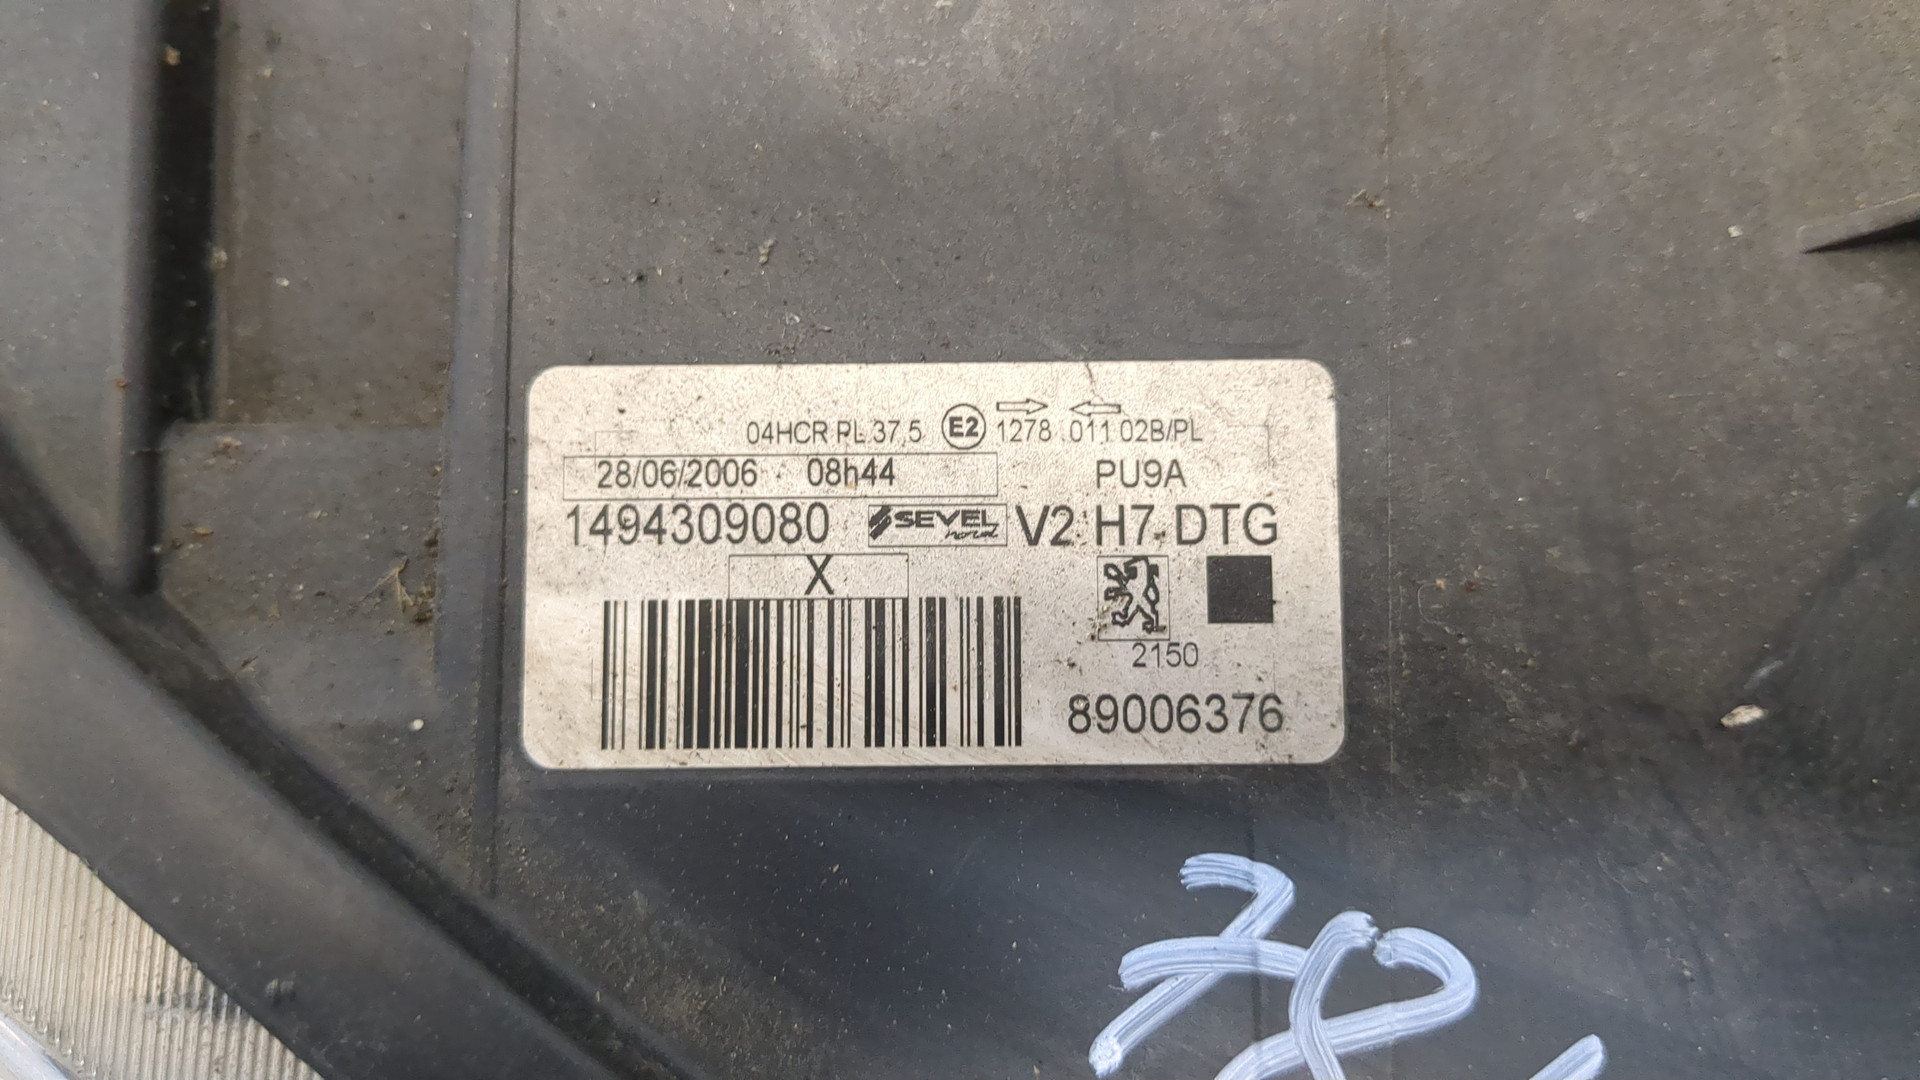 04HCR PL 37,5 E2 1278 011 02B/PL
28/06/2006 08h44 PU9A
1494309080 SEVEL nord V2 H7 DTG
X
2150
89006376